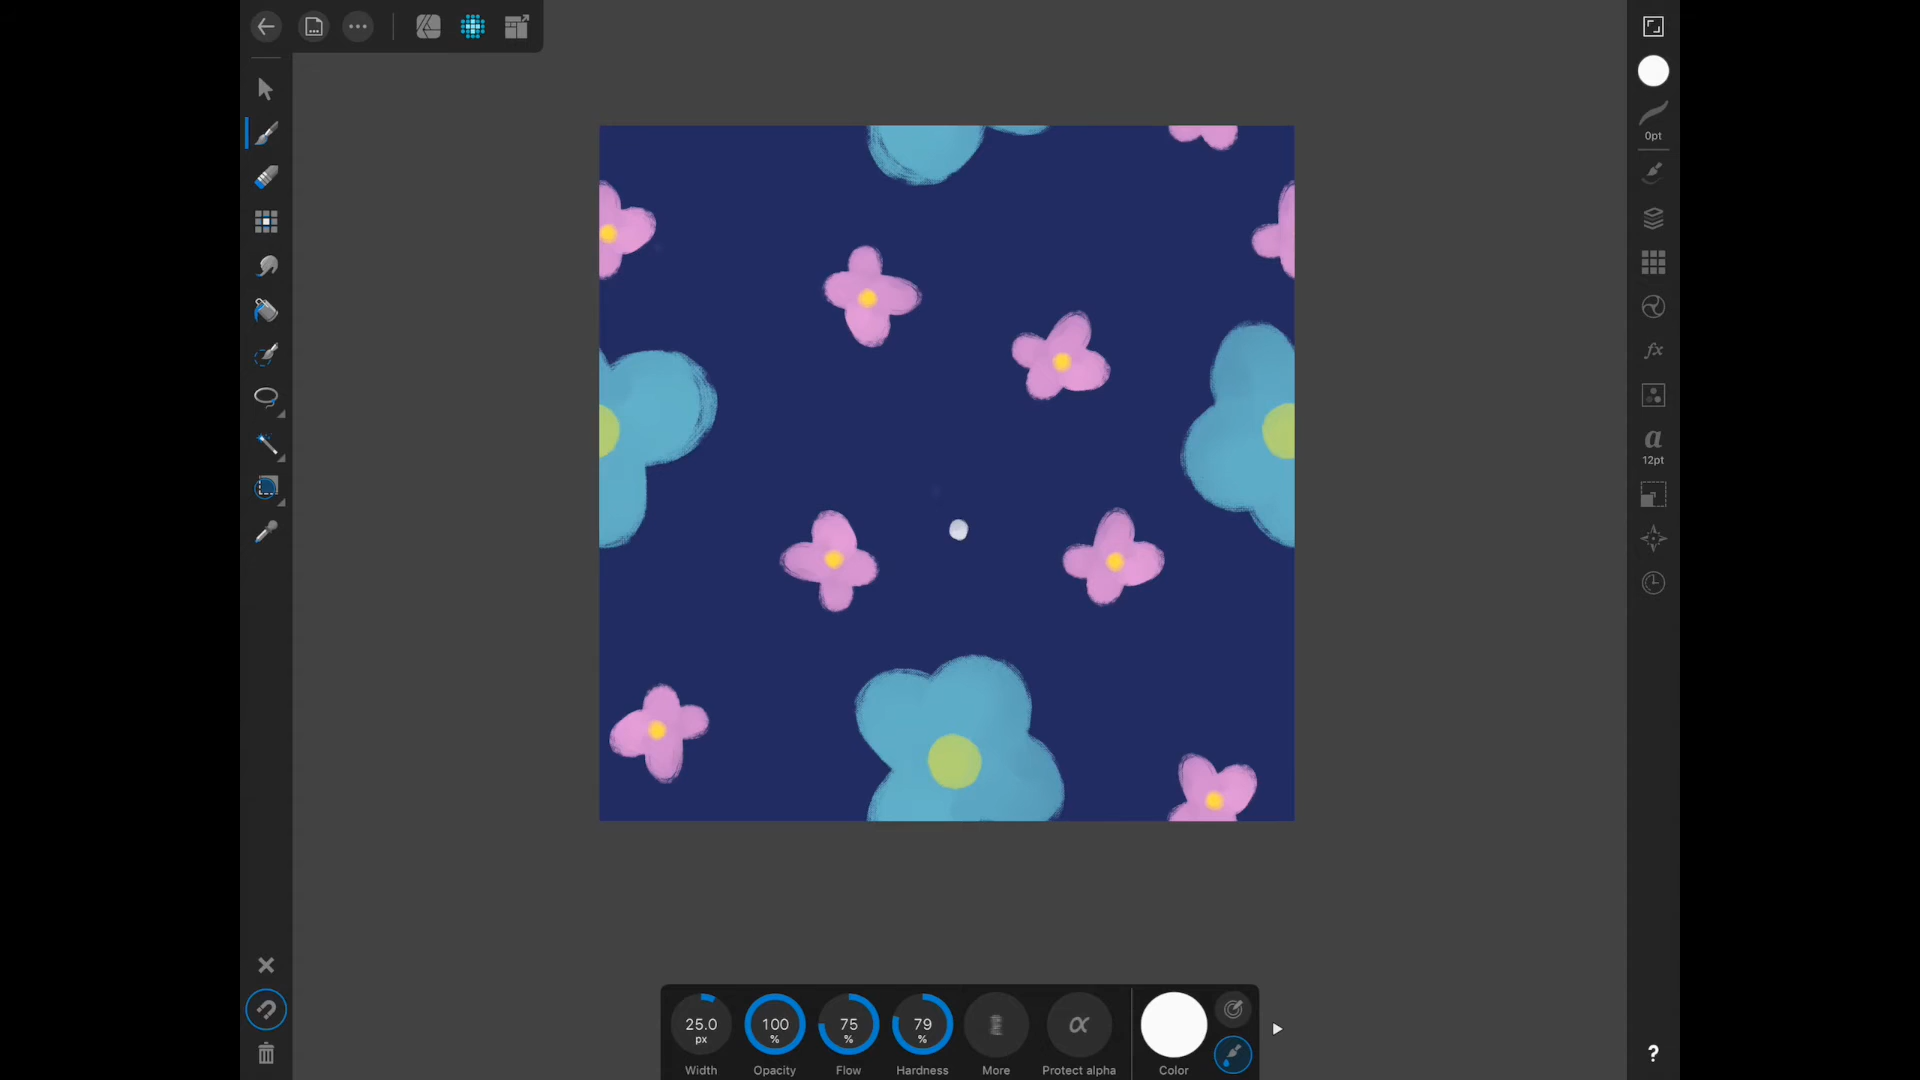 0pt
a
12pt
25.0 100 75 79 α
px % % %
Width Opacity Flow Hardness More Protect alpha Color
fx
?